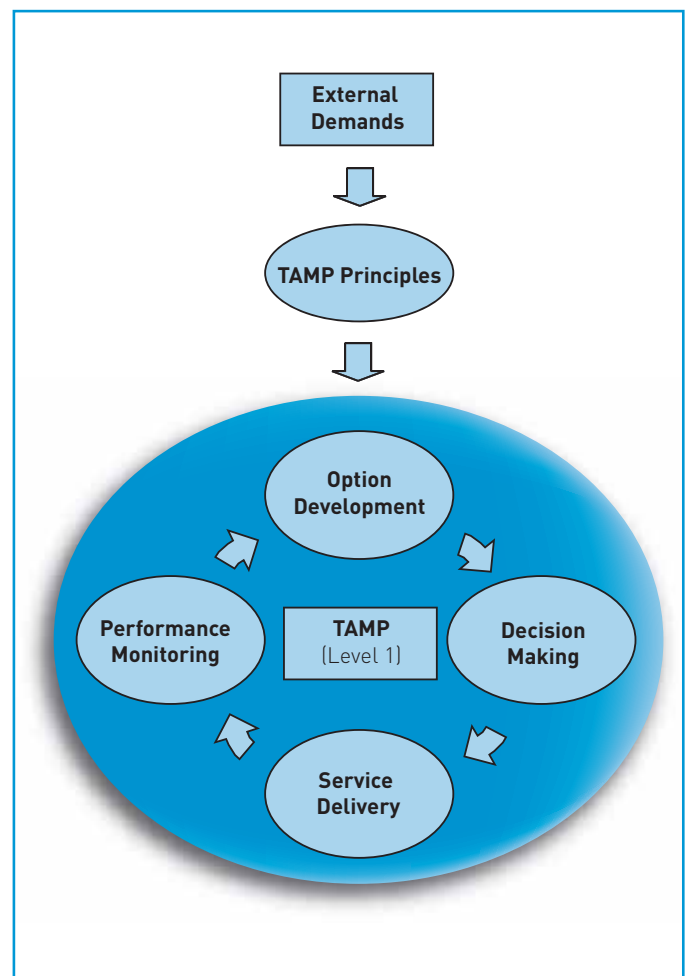 External
Demands
TAMP Principles
Option
Development
Performance
Monitoring
TAMP
(Level 1)
Decision
Making
Service
Delivery